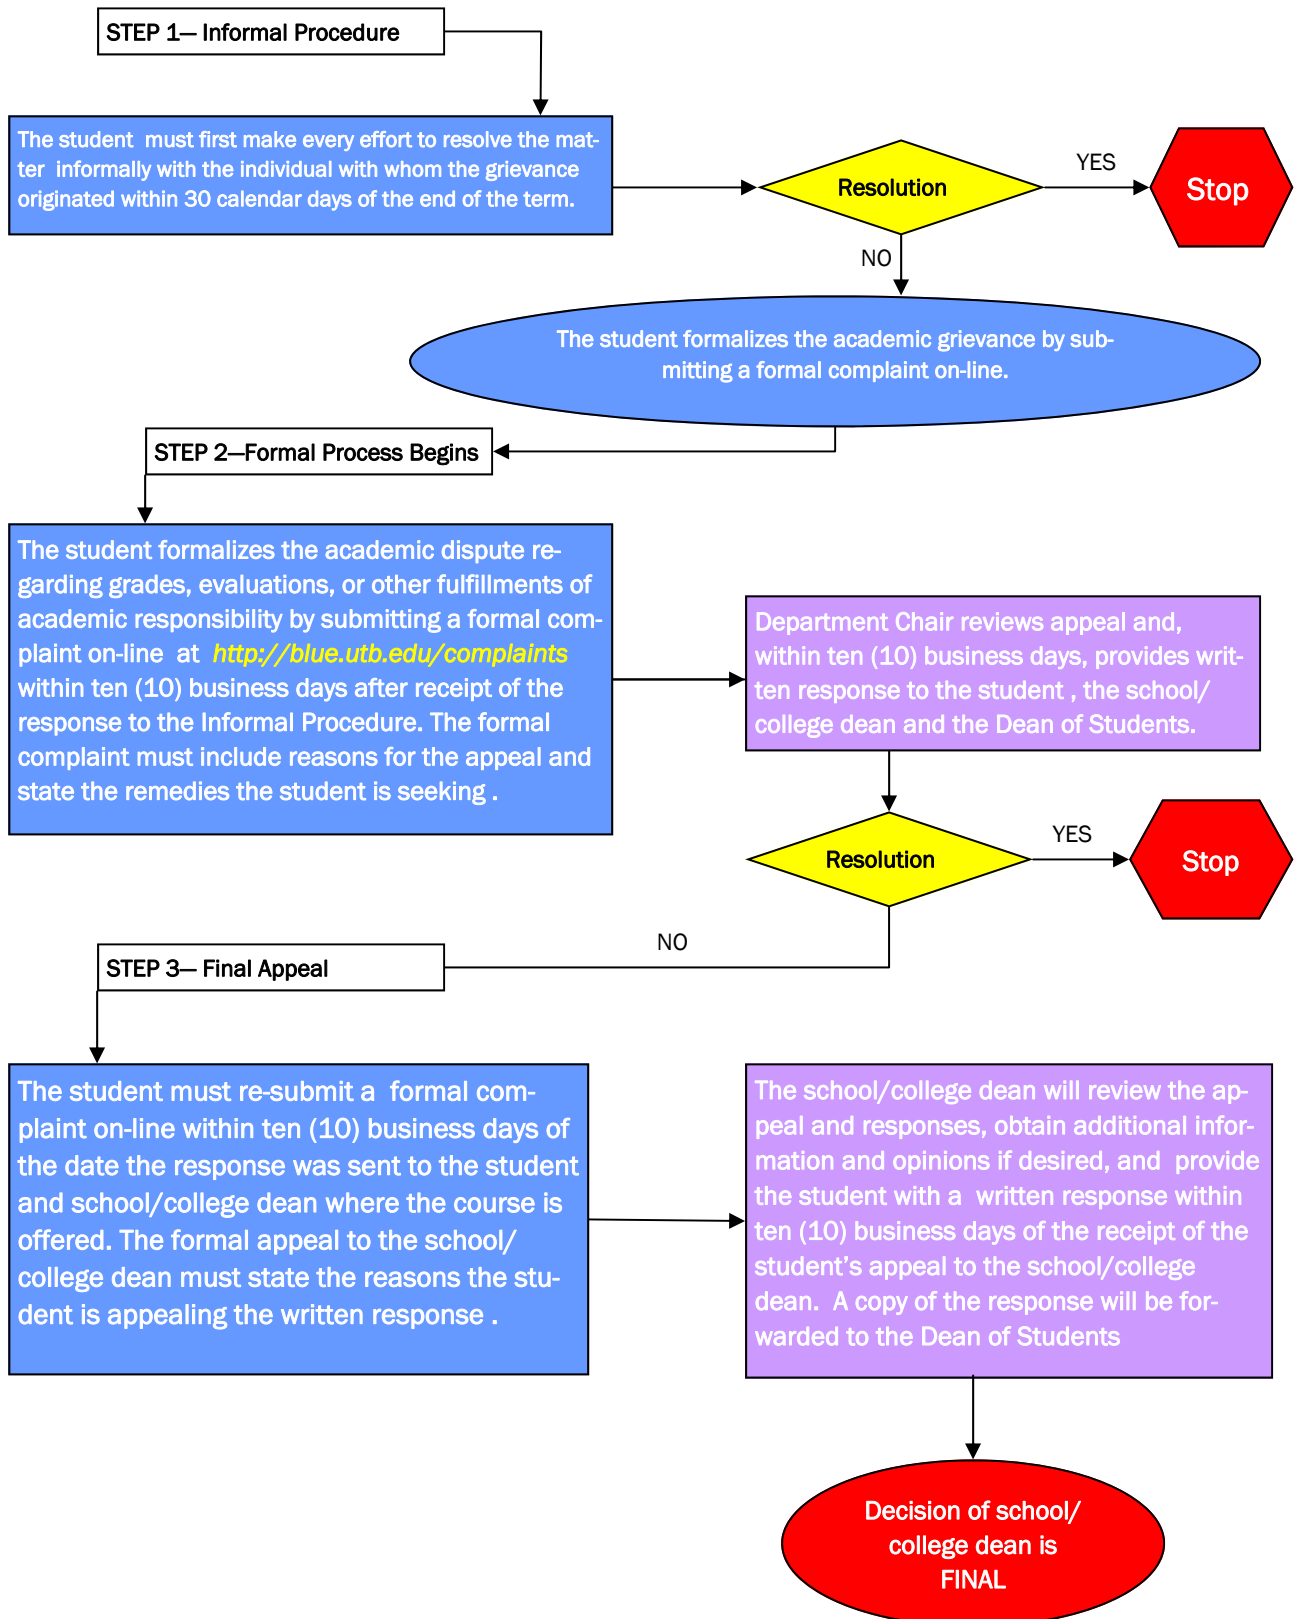 STEP 1— Informal Procedure
The student  must first make every effort to resolve the mat-
ter  informally with the individual with whom the grievance
originated within 30 calendar days of the end of the term.
Resolution
YES
Stop
NO
The student formalizes the academic grievance by sub-
mitting a formal complaint on-line.
STEP 2—Formal Process Begins
The student formalizes the academic dispute re-
garding grades, evaluations, or other fulfillments of
academic responsibility by submitting a formal com-
plaint on-line  at  http://blue.utb.edu/complaints
within ten (10) business days after receipt of the
response to the Informal Procedure. The formal
complaint must include reasons for the appeal and
state the remedies the student is seeking .
Department Chair reviews appeal and,
within ten (10) business days, provides writ-
ten response to the student , the school/
college dean and the Dean of Students.
Resolution
YES
Stop
NO
STEP 3— Final Appeal
The student must re-submit a  formal com-
plaint on-line within ten (10) business days of
the date the response was sent to the student
and school/college dean where the course is
offered. The formal appeal to the school/
college dean must state the reasons the stu-
dent is appealing the written response .
The school/college dean will review the ap-
peal and responses, obtain additional infor-
mation and opinions if desired, and  provide
the student with a  written response within
ten (10) business days of the receipt of the
student’s appeal to the school/college
dean.  A copy of the response will be for-
warded to the Dean of Students
Decision of school/
college dean is
FINAL